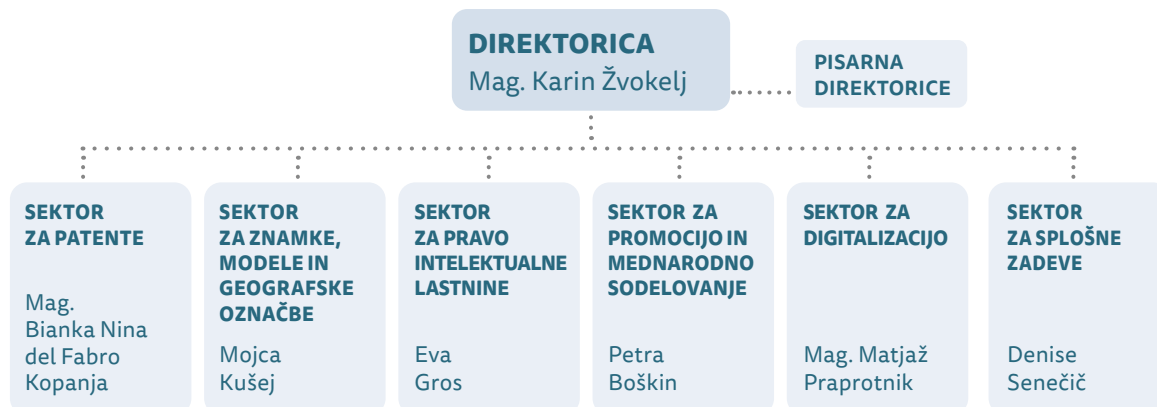 DIREKTORICA
Mag. Karin Žvokelj
PISARNA
DIREKTORICE
SEKTOR
ZA PATENTE
Mag.
Bianka Nina
del Fabro
Kopanja
SEKTOR
ZA ZNAMKE,
MODELE IN
GEOGRAFSKE
OZNAČBE
Mojca
Kušej
SEKTOR
ZA PRAVO
INTELEKTUALNE
LASTNINE
Eva
Gros
SEKTOR ZA
PROMOCIJO IN
MEDNARODNO
SODELOVANJE
Petra
Boškin
SEKTOR ZA
DIGITALIZACIJO
Mag. Matjaž
Praprotnik
SEKTOR
ZA SPLOŠNE
ZADEVE
Denise
Senečič